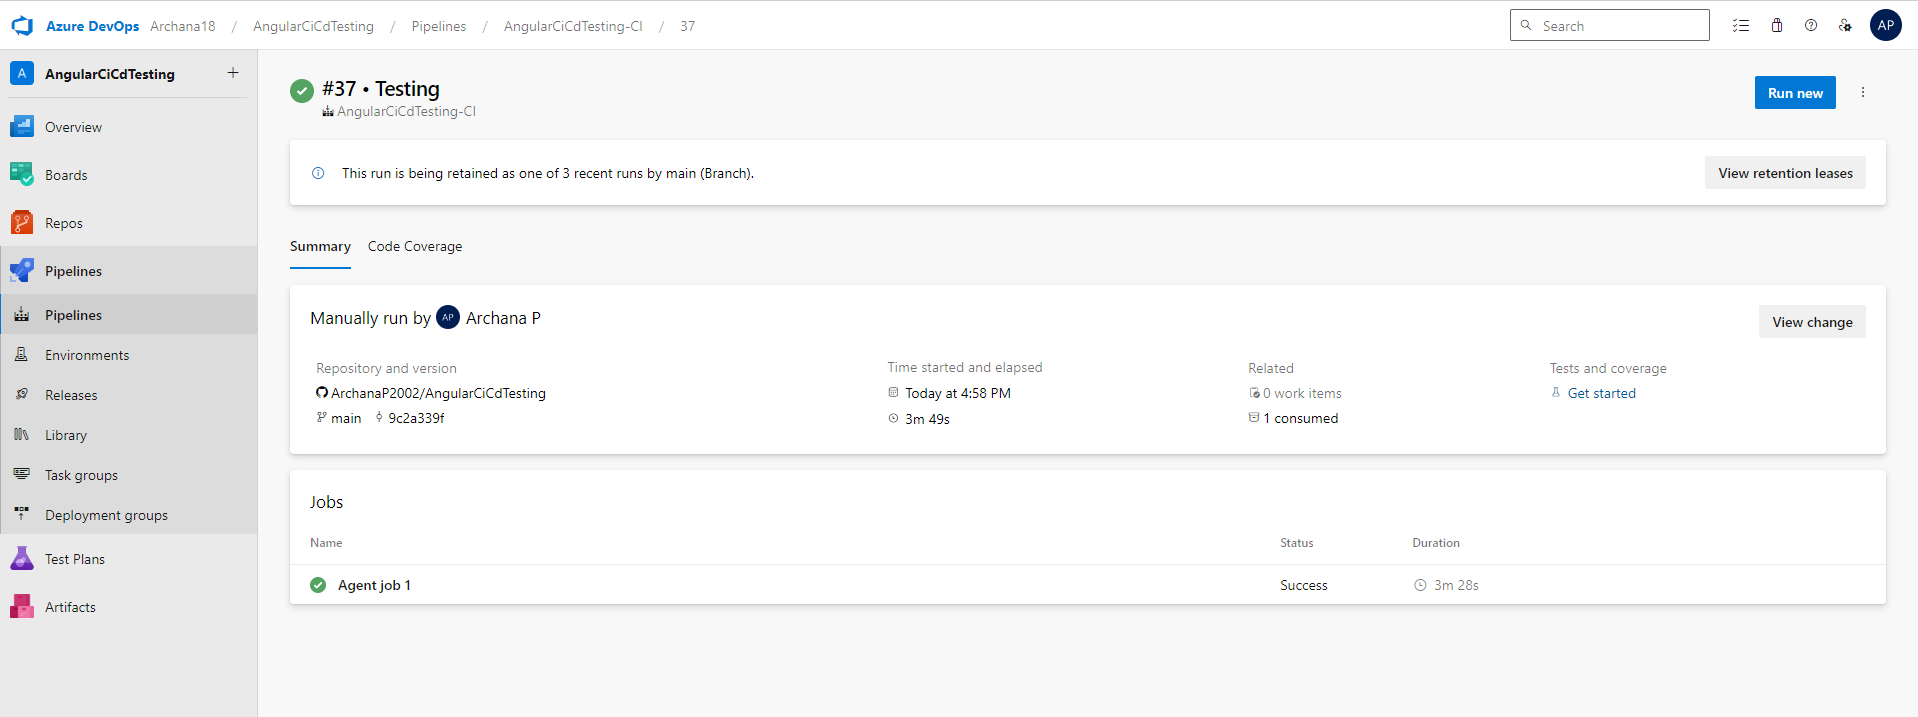 Azure DevOps Archana18 / AngularCiCdTesting / Pipelines / AngularCiCdTesting-CI / 37
Search
AP
A AngularCiCdTesting +
Overview
Boards
Repos
Pipelines
Pipelines
Environments
Releases
Library
Task groups
Deployment groups
Test Plans
Artifacts
#37 • Testing
AngularCiCdTesting-CI
Run new
This run is being retained as one of 3 recent runs by main (Branch).
View retention leases
Summary Code Coverage
Manually run by AP Archana P
View change
Repository and version
ArchanaP2002/AngularCiCdTesting
main 9c2a339f
Time started and elapsed
Today at 4:58 PM
3m 49s
Related
0 work items
1 consumed
Tests and coverage
Get started
Jobs
Name Status Duration
Agent job 1 Success 3m 28s